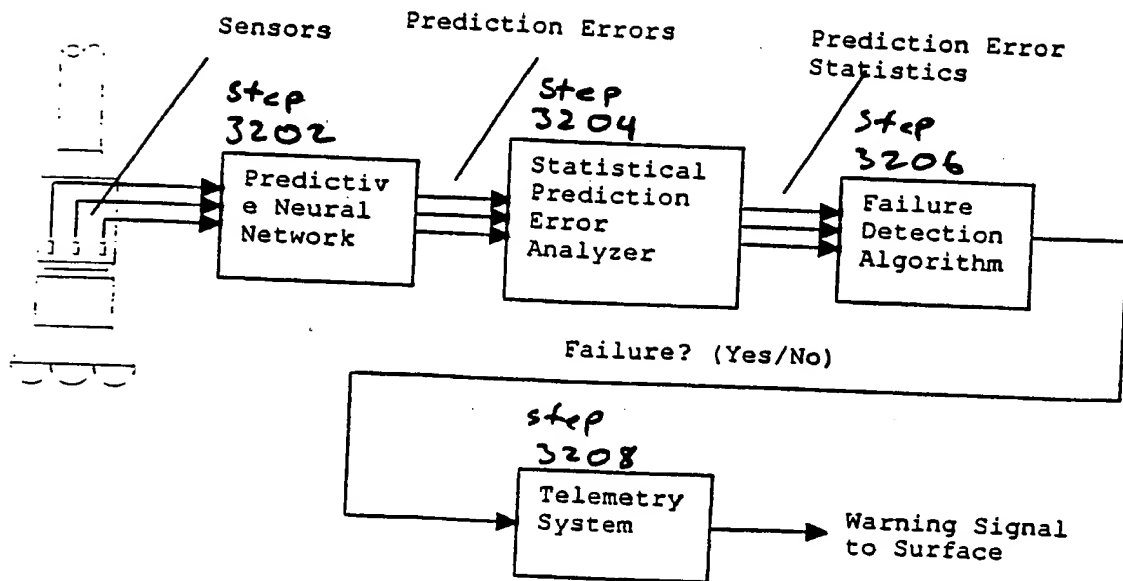 Sensors
Prediction Errors
Prediction Error
Statistics
step
3202
step
3204
step
3206
Predictiv
e Neural
Network
Statistical
Prediction
Error
Analyzer
Failure
Detection
Algorithm
Failure? (Yes/No)
step
3208
Telemetry
System
Warning Signal
to Surface